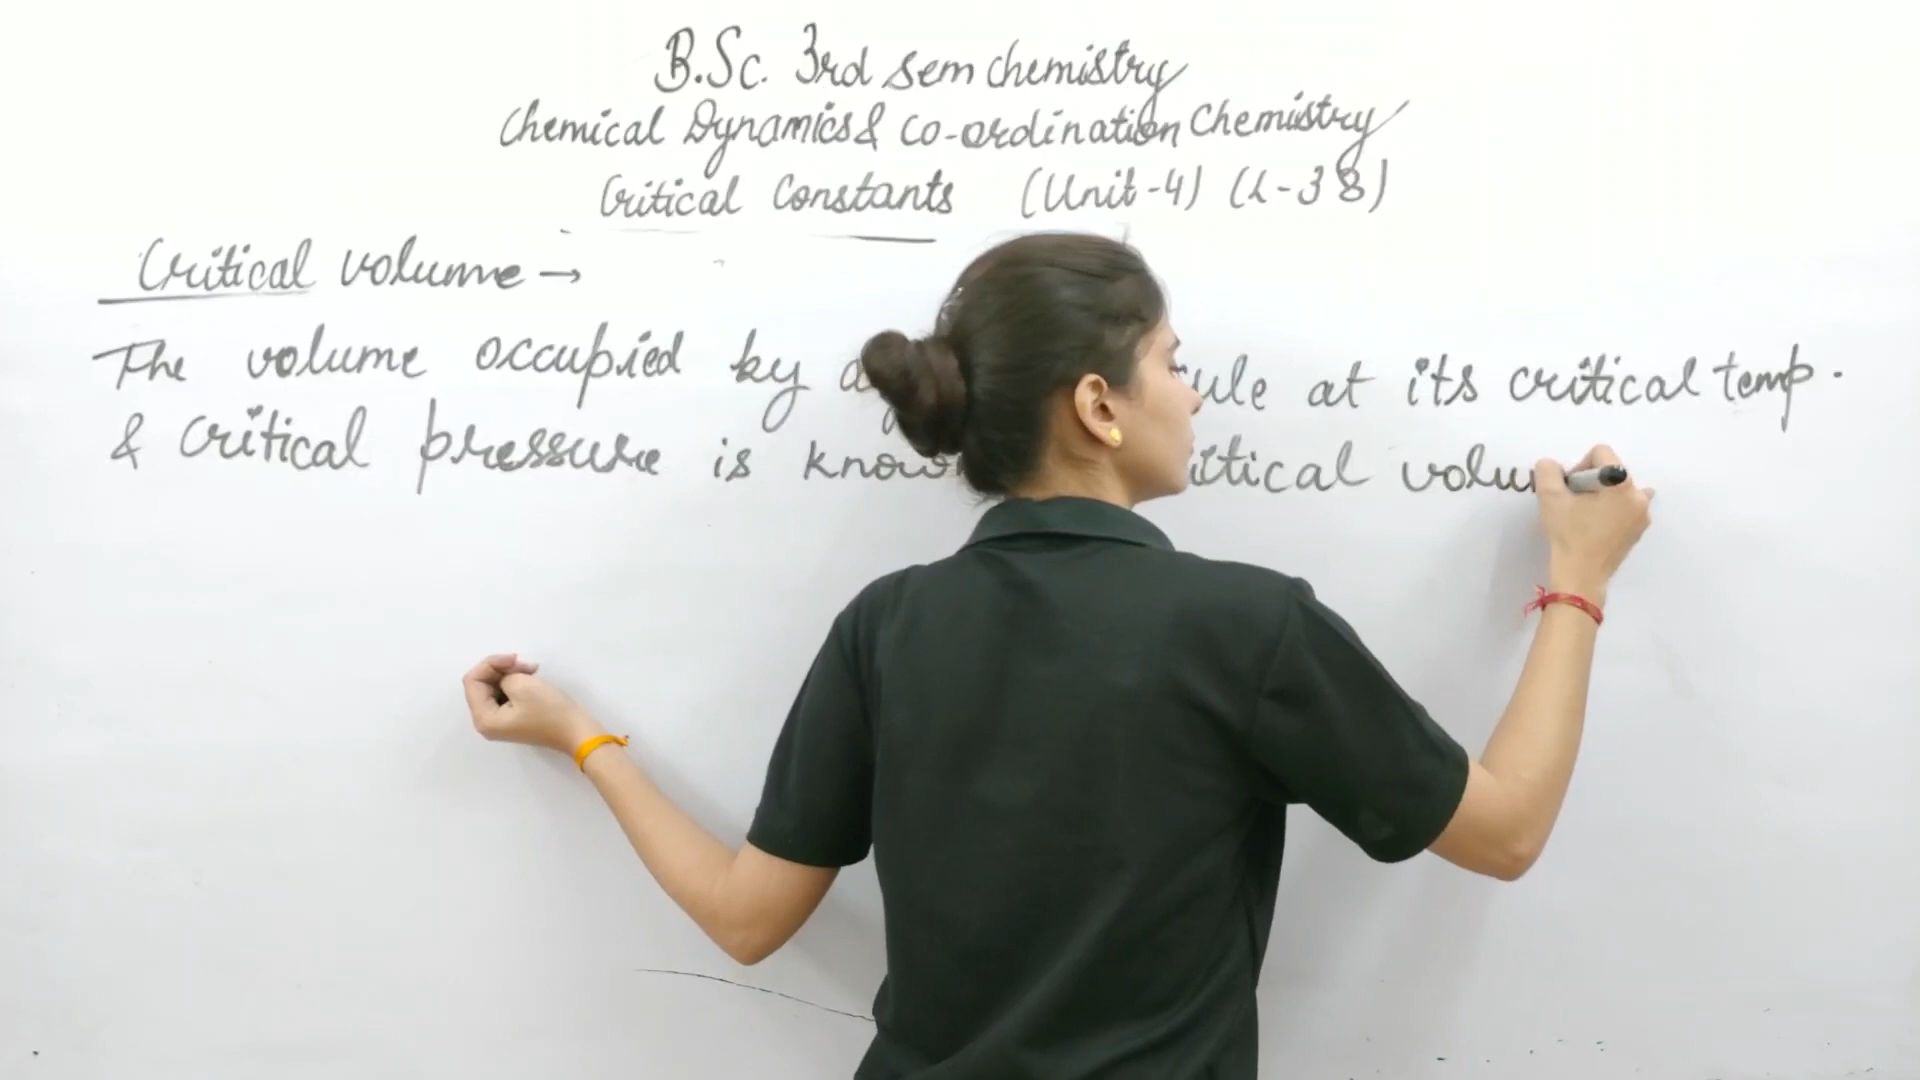 B.Sc. 3rd sem chemistry
Chemical Dynamics & Co-ordination Chemistry
Critical Constants (Unit-4) (L-38)
Critical volume →
The volume occupied by at its critical temp.
& critical pressure is critical